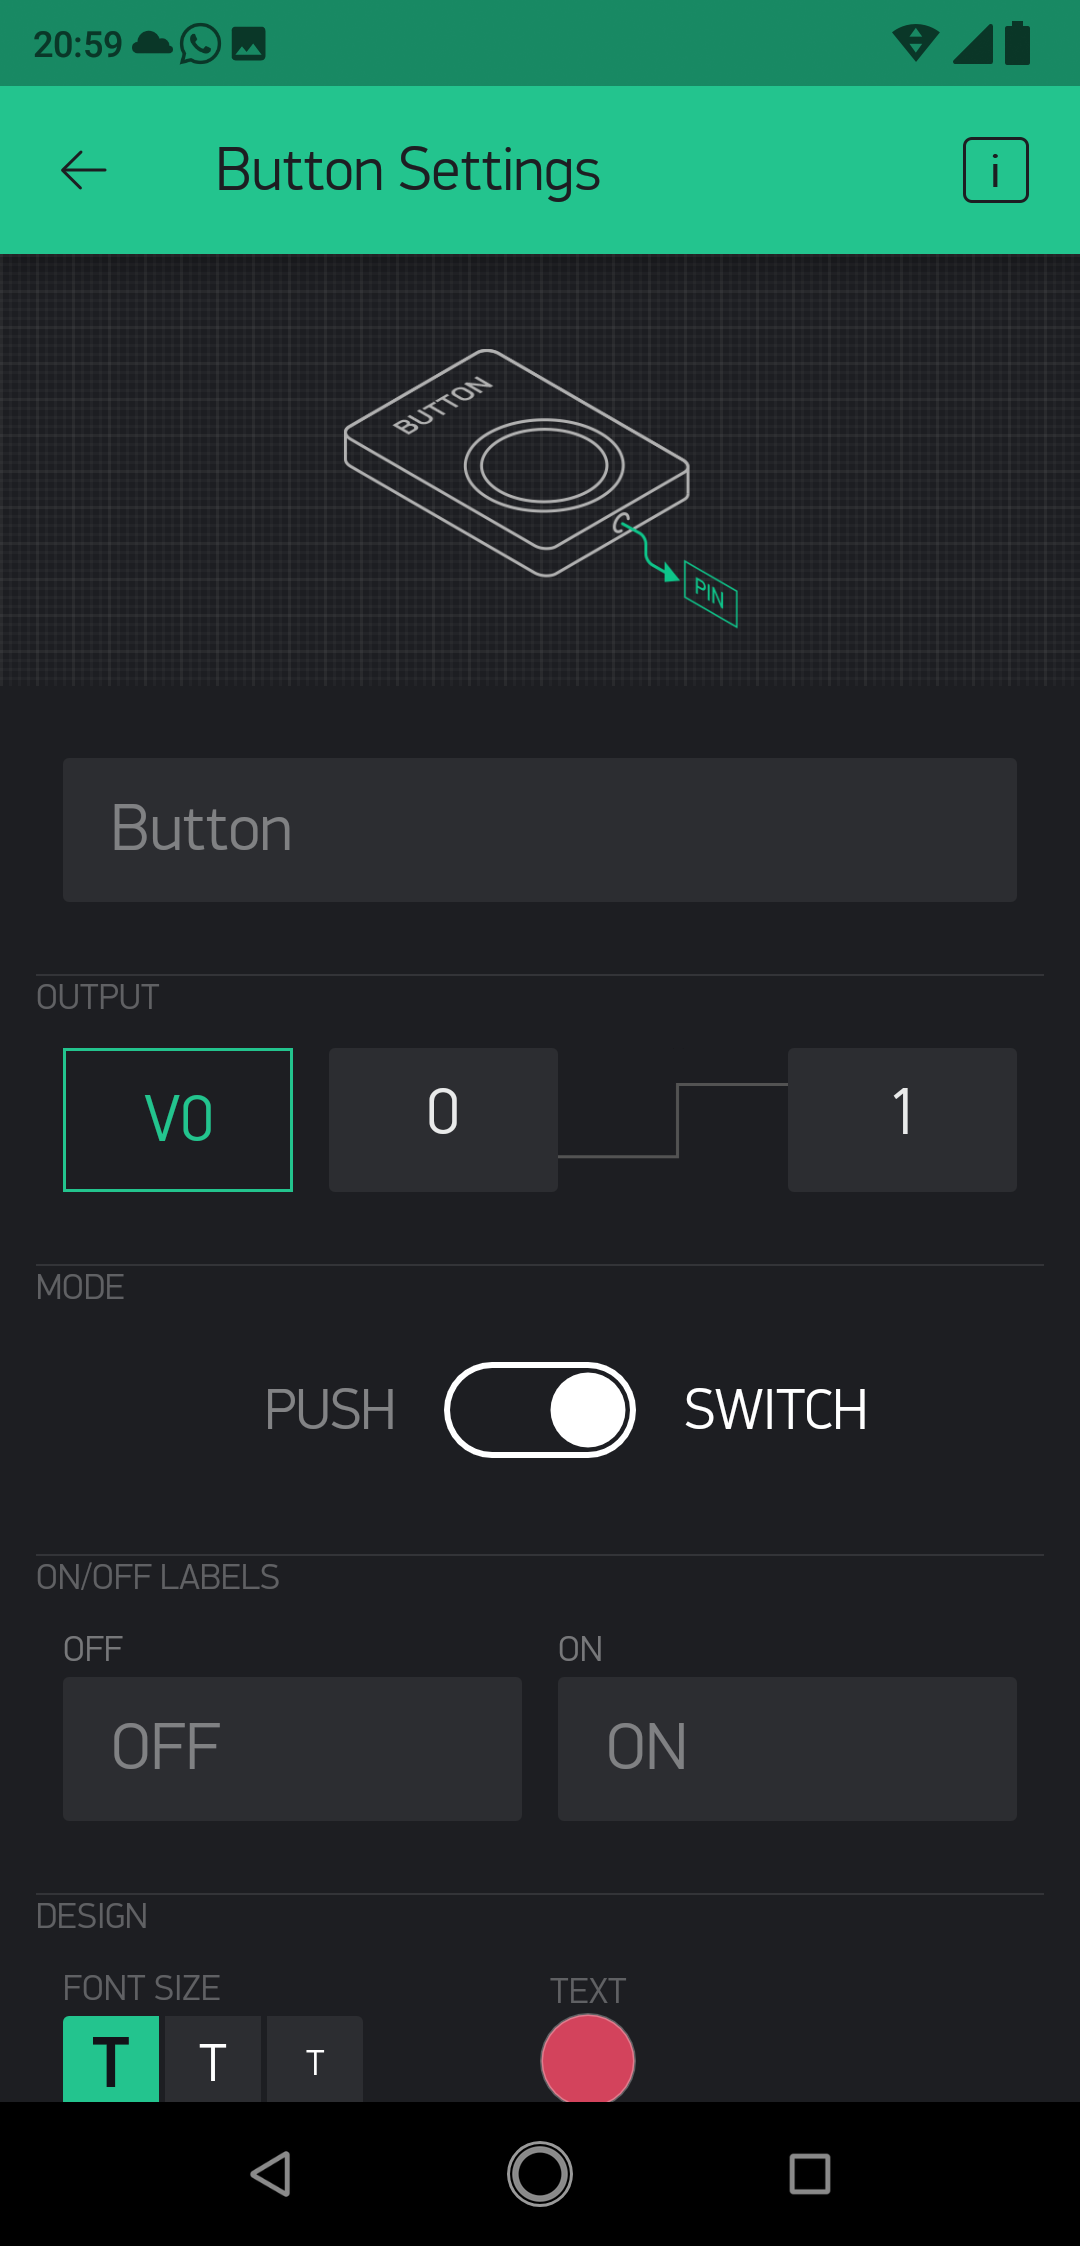 20:59
Button Settings
i
BUTTON
PIN
Button
OUTPUT
V0 0 1
MODE
PUSH SWITCH
ON/OFF LABELS
OFF ON
OFF ON
DESIGN
FONT SIZE TEXT
T T T